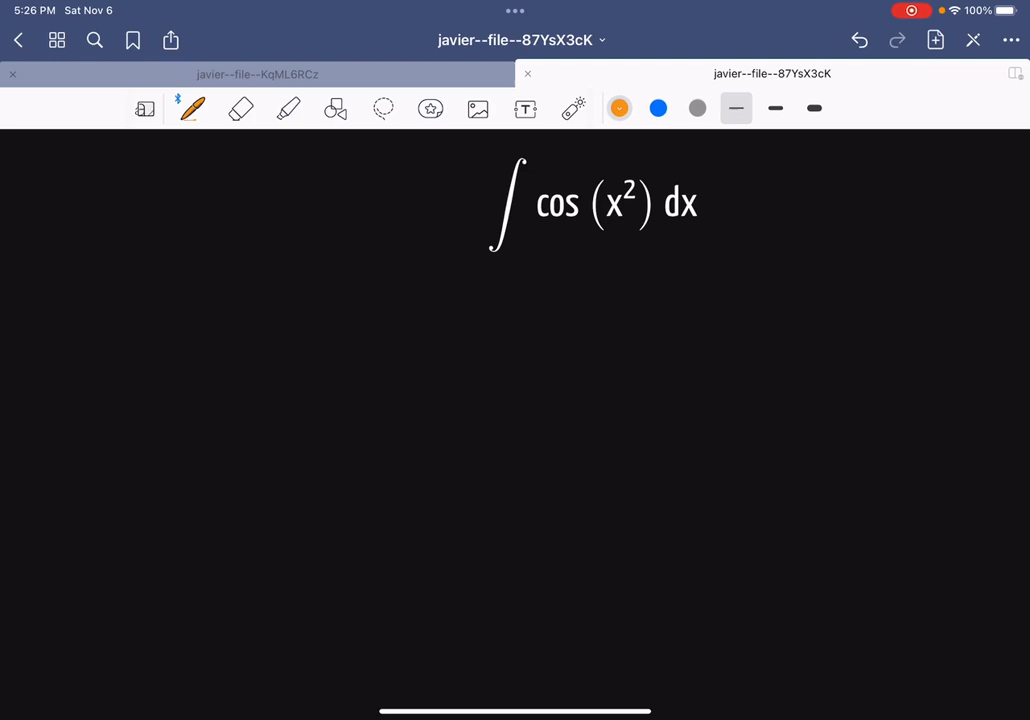 5:26 PM Sat Nov 6
100%
javier--file--87YsX3cK
javier--file--KqML6RCz
javier--file--87YsX3cK
T
∫ cos (x²) dx